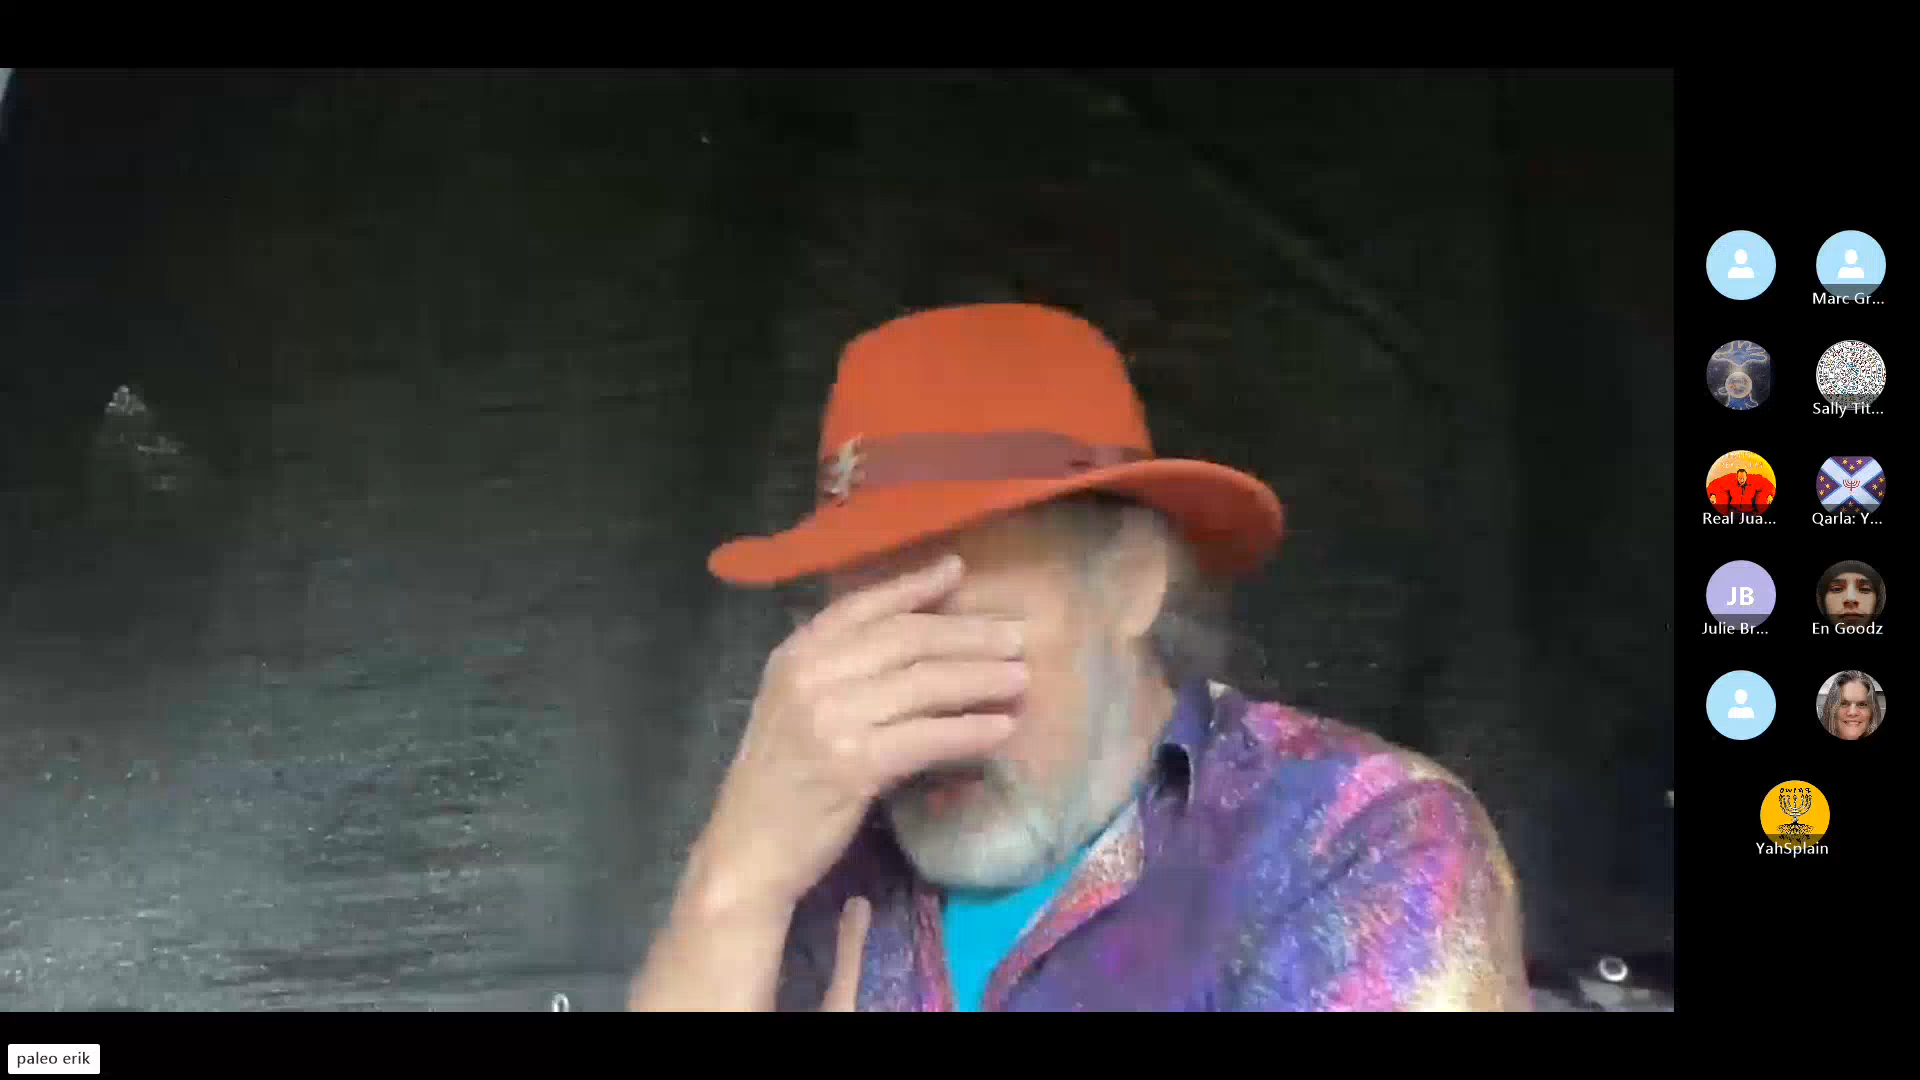 Marc Gr...
Sally Tit...
Real Jua...
Qarla: Y...
JB
Julie Br...
En Goodz
YahSplain
paleo erik